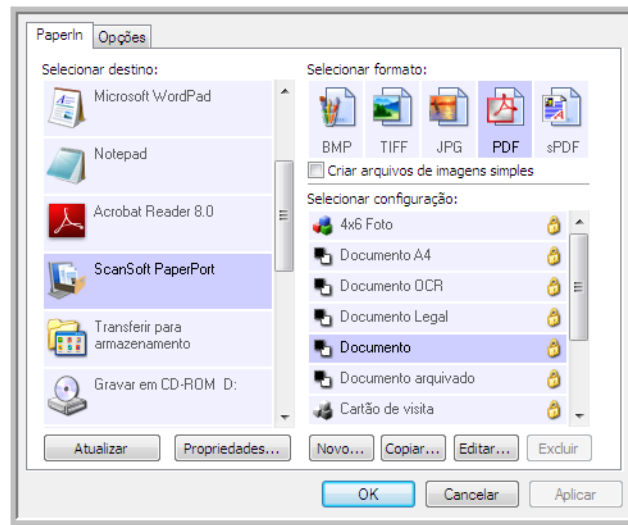 PaperIn Opções
Selecionar destino:
Microsoft WordPad
Notepad
Acrobat Reader 8.0
ScanSoft PaperPort
Transferir para
armazenamento
Gravar em CD-ROM D:
Atualizar Propriedades...
Selecionar formato:
BMP TIFF JPG PDF sPDF
Criar arquivos de imagens simples
Selecionar configuração:
4x6 Foto
Documento A4
Documento OCR
Documento Legal
Documento
Documento arquivado
Cartão de visita
Novo... Copiar... Editar... Excluir
OK Cancelar Aplicar